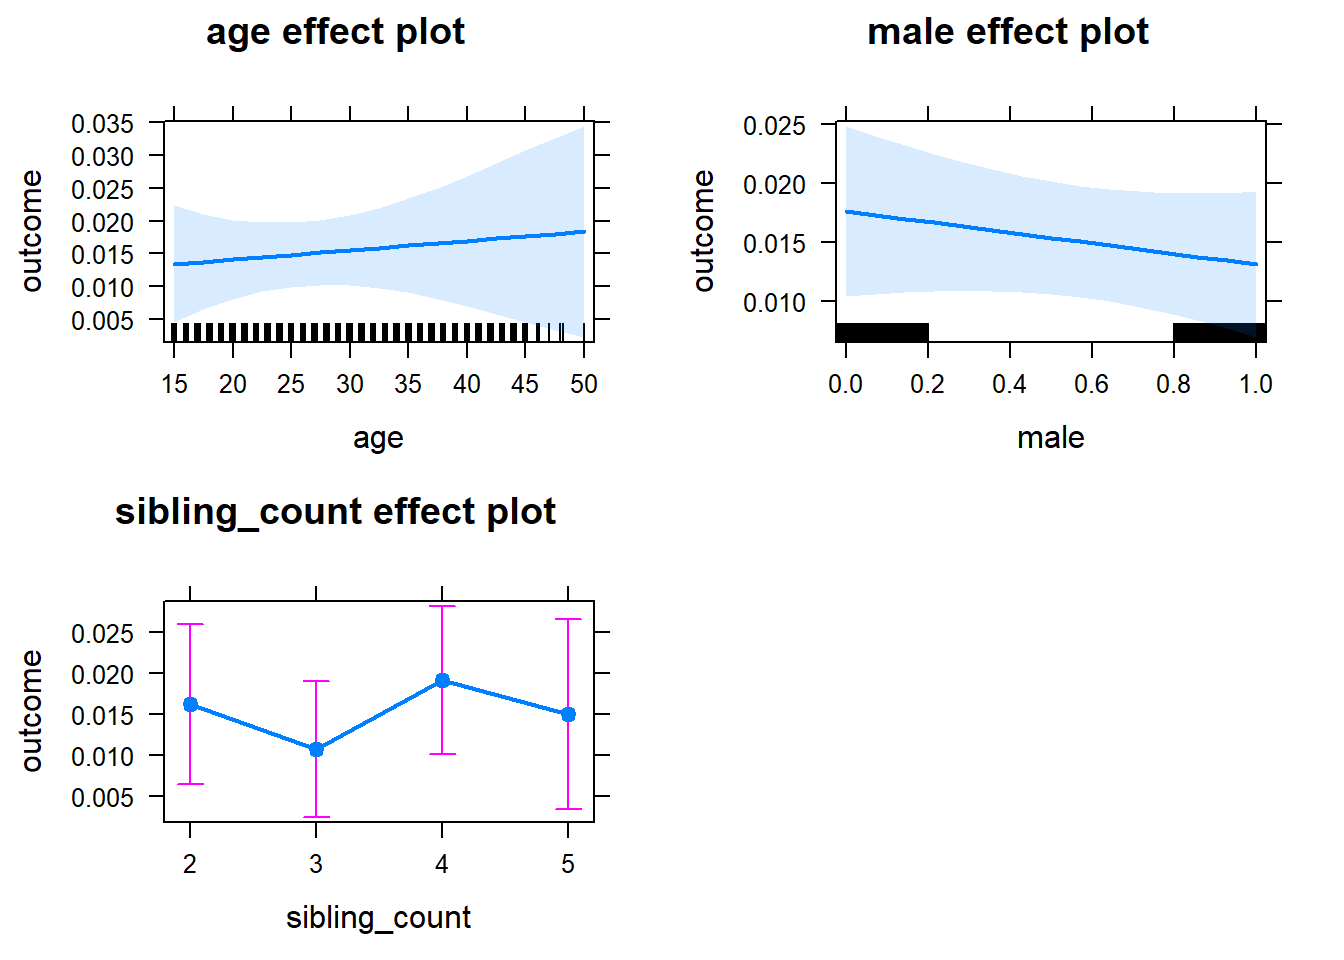 age effect plot
outcome
0.035
0.030
0.025
0.020
0.015
0.010
0.005
15 20 25 30 35 40 45 50
age
male effect plot
outcome
0.025
0.020
0.015
0.010
0.0 0.2 0.4 0.6 0.8 1.0
male
sibling_count effect plot
outcome
0.025
0.020
0.015
0.010
0.005
2 3 4 5
sibling_count